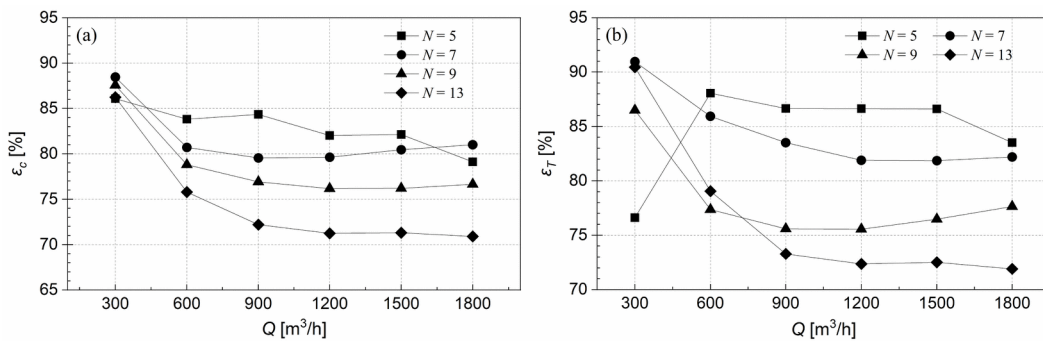 (a)
N = 5
N = 7
N = 9
N = 13
95
90
85
80
75
70
65
εc [%]
300 600 900 1200 1500 1800
Q [m³/h]
(b)
N = 5 N = 7
N = 9 N = 13
95
90
85
80
75
70
εT [%]
300 600 900 1200 1500 1800
Q [m³/h]